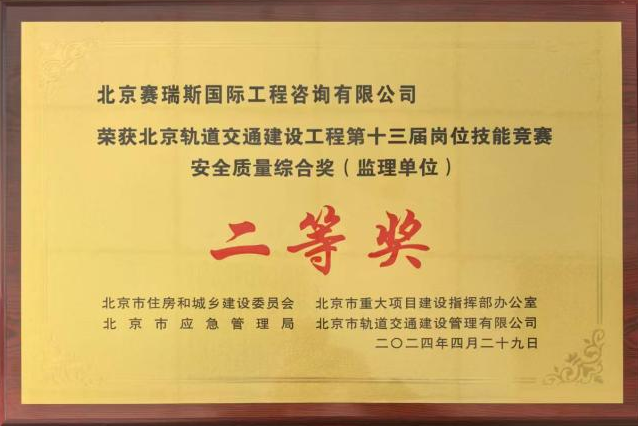 北京赛瑞斯国际工程咨询有限公司
荣获北京轨道交通建设工程第十三届岗位技能竞赛
安全质量综合奖（监理单位）
二等奖
北京市住房和城乡建设委员会 北京市重大项目建设指挥部办公室
北京市应急管理局 北京市轨道交通建设管理有限公司
二〇二四年四月二十九日